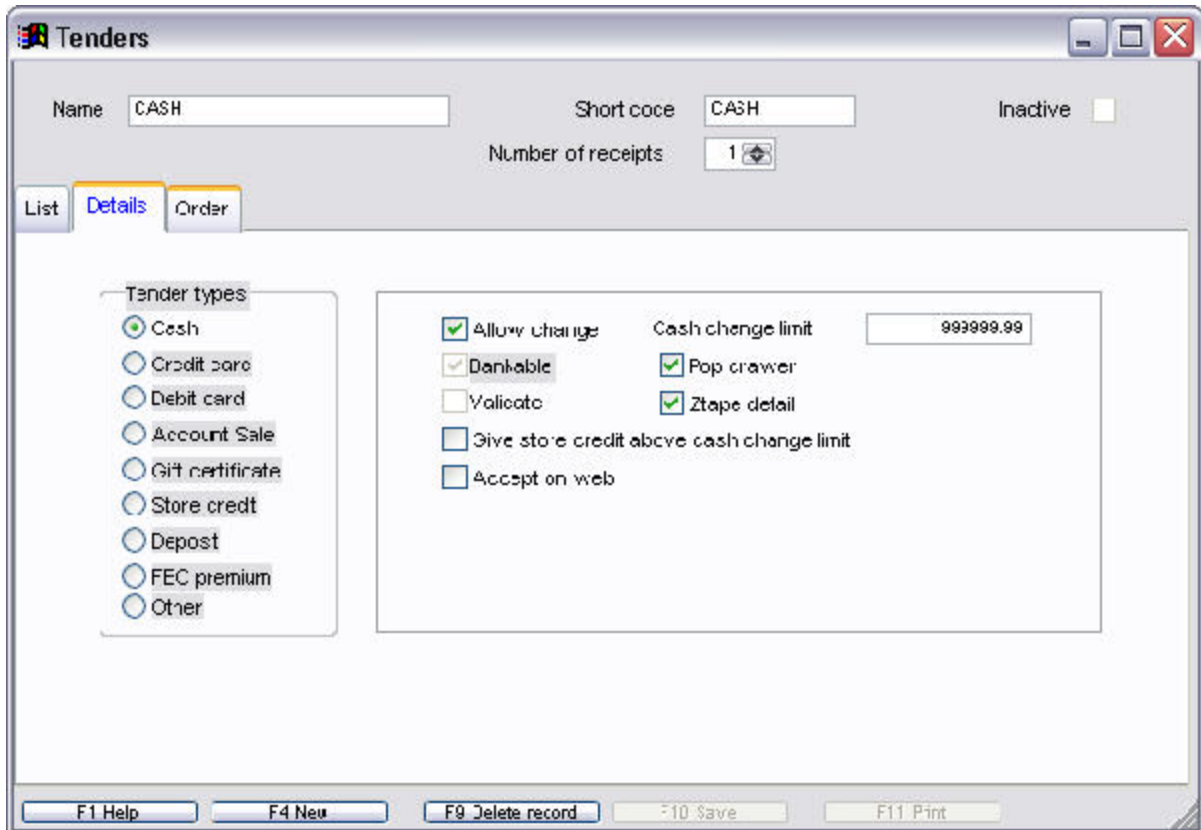 Tenders
Name CASH Short coce CASH Inactive
Number of receipts 1
List Details Order
Tender types
Cash
Credit card
Debit card
Account Sale
Gift certificate
Store credt
Depost
FEC premium
Other
Allow change Cash change limit 999999.99
Bankable Pop crawer
Validate Ztape detail
Give store credit above cash change limit
Accept on web
F1 Help F4 New F9 Delete record F10 Save F11 Print